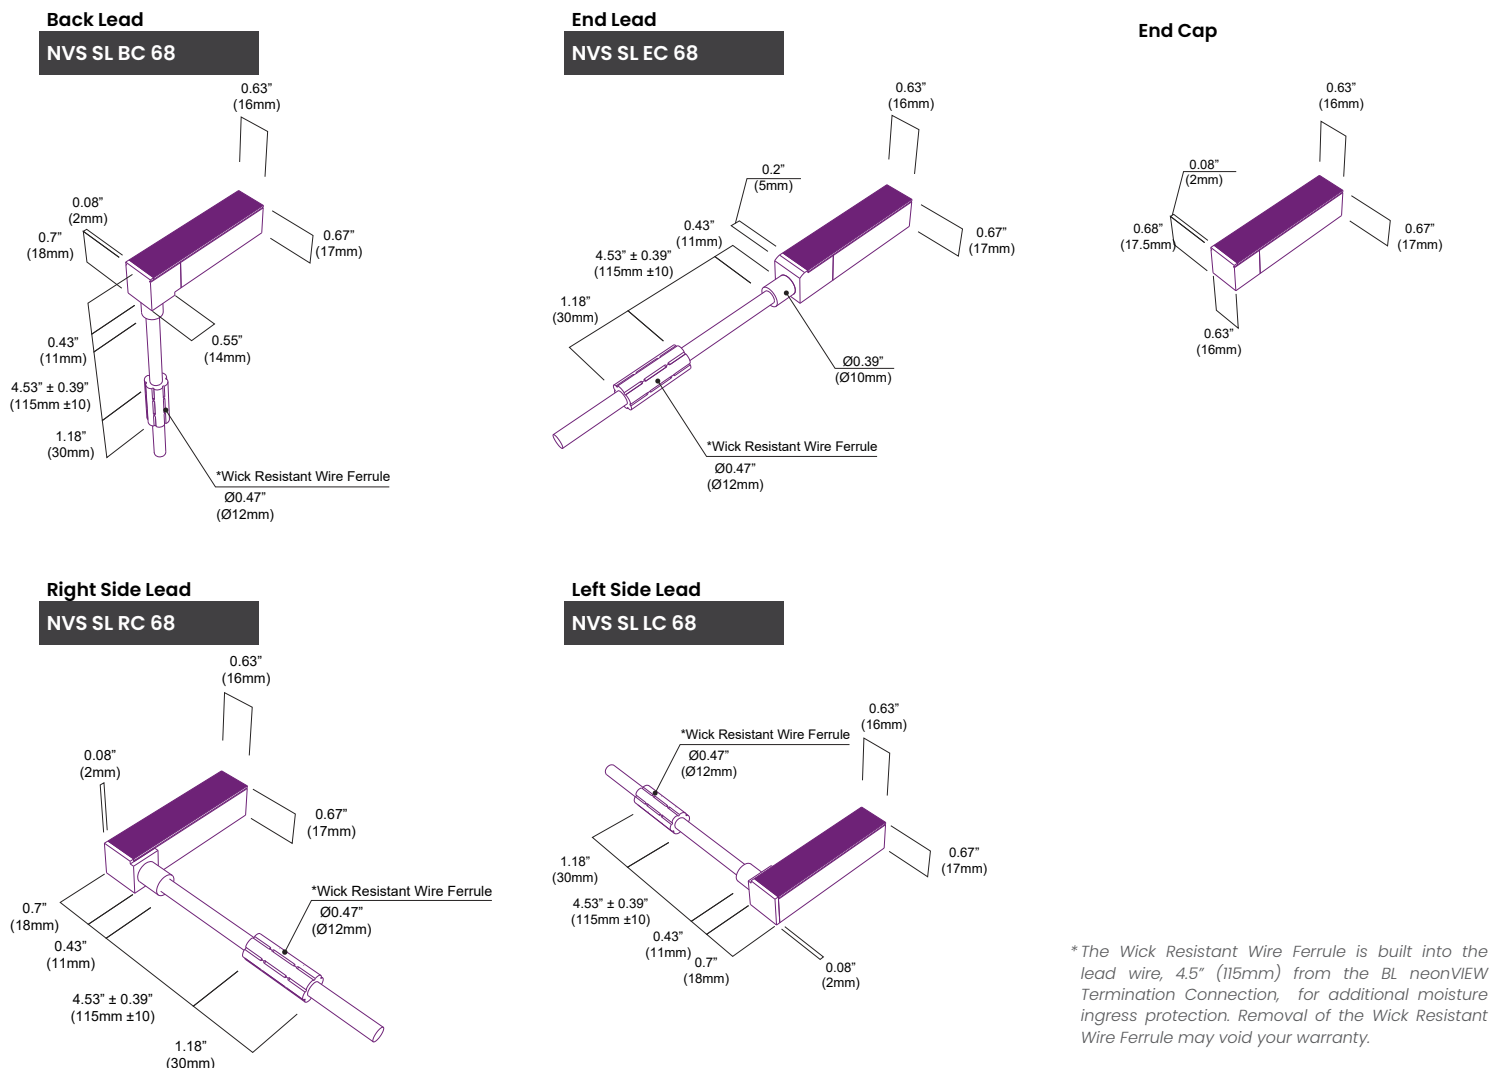 Back Lead
NVS SL BC 68
0.63”
(16mm)
0.08”
(2mm)
0.7”
(18mm)
0.67”
(17mm)
0.43”
(11mm)
0.55”
(14mm)
4.53” ± 0.39”
(115mm ±10)
1.18”
(30mm)
*Wick Resistant Wire Ferrule
Ø0.47”
(Ø12mm)
End Lead
NVS SL EC 68
0.63”
(16mm)
0.2”
(5mm)
0.43”
(11mm)
0.67”
(17mm)
4.53” ± 0.39”
(115mm ±10)
1.18”
(30mm)
Ø0.39”
(Ø10mm)
*Wick Resistant Wire Ferrule
Ø0.47”
(Ø12mm)
End Cap
0.63”
(16mm)
0.08”
(2mm)
0.68”
(17.5mm)
0.67”
(17mm)
0.63”
(16mm)
Right Side Lead
NVS SL RC 68
0.63”
(16mm)
0.08”
(2mm)
0.67”
(17mm)
*Wick Resistant Wire Ferrule
Ø0.47”
(Ø12mm)
0.7”
(18mm)
0.43”
(11mm)
4.53” ± 0.39”
(115mm ±10)
1.18”
(30mm)
Left Side Lead
NVS SL LC 68
0.63”
(16mm)
*Wick Resistant Wire Ferrule
Ø0.47”
(Ø12mm)
0.67”
(17mm)
1.18”
(30mm)
4.53” ± 0.39”
(115mm ±10)
0.43”
(11mm)
0.7”
(18mm)
0.08”
(2mm)
* The Wick Resistant Wire Ferrule is built into the
lead wire, 4.5” (115mm) from the BL neonVIEW
Termination Connection, for additional moisture
ingress protection. Removal of the Wick Resistant
Wire Ferrule may void your warranty.